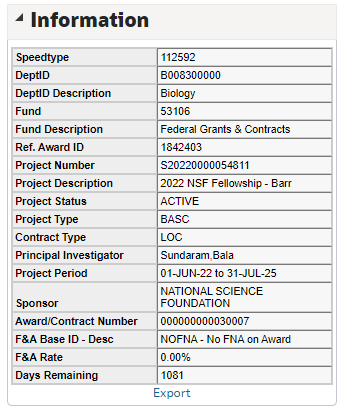 Information
Speedtype 112592
DeptID B008300000
DeptID Description Biology
Fund 53106
Fund Description Federal Grants & Contracts
Ref. Award ID 1842403
Project Number S20220000054811
Project Description 2022 NSF Fellowship - Barr
Project Status ACTIVE
Project Type BASC
Contract Type LOC
Principal Investigator Sundaram,Bala
Project Period 01-JUN-22 to 31-JUL-25
Sponsor NATIONAL SCIENCE
FOUNDATION
Award/Contract Number 000000000030007
F&A Base ID - Desc NOFNA - No FNA on Award
F&A Rate 0.00%
Days Remaining 1081
Export